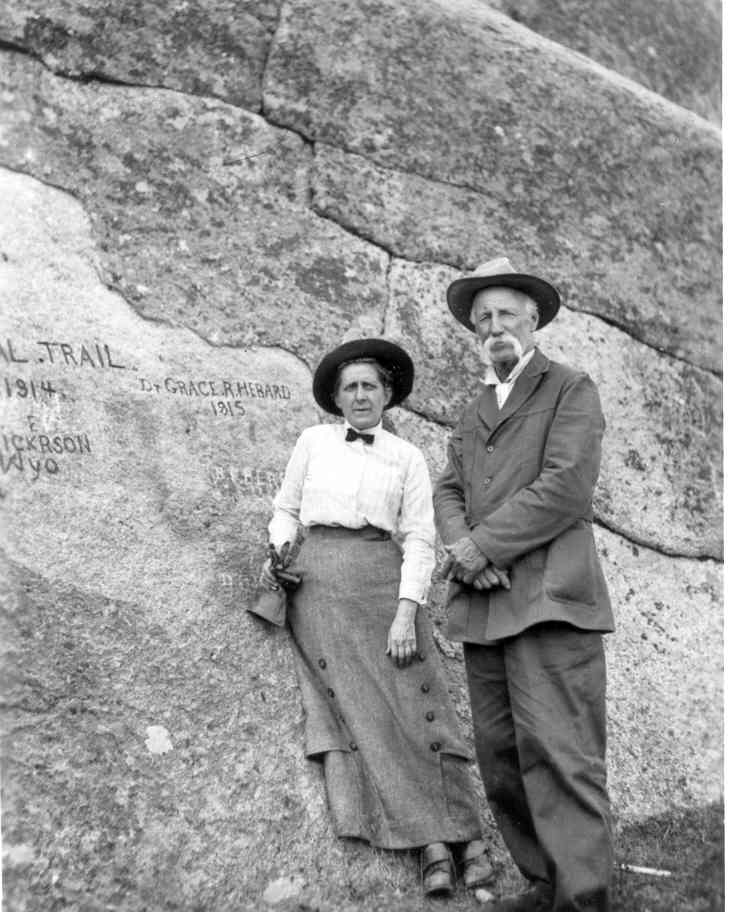 AL. TRAIL.
1914.
E
ICKRSON
WYO
Dr GRACE.R.HEBARD
1915